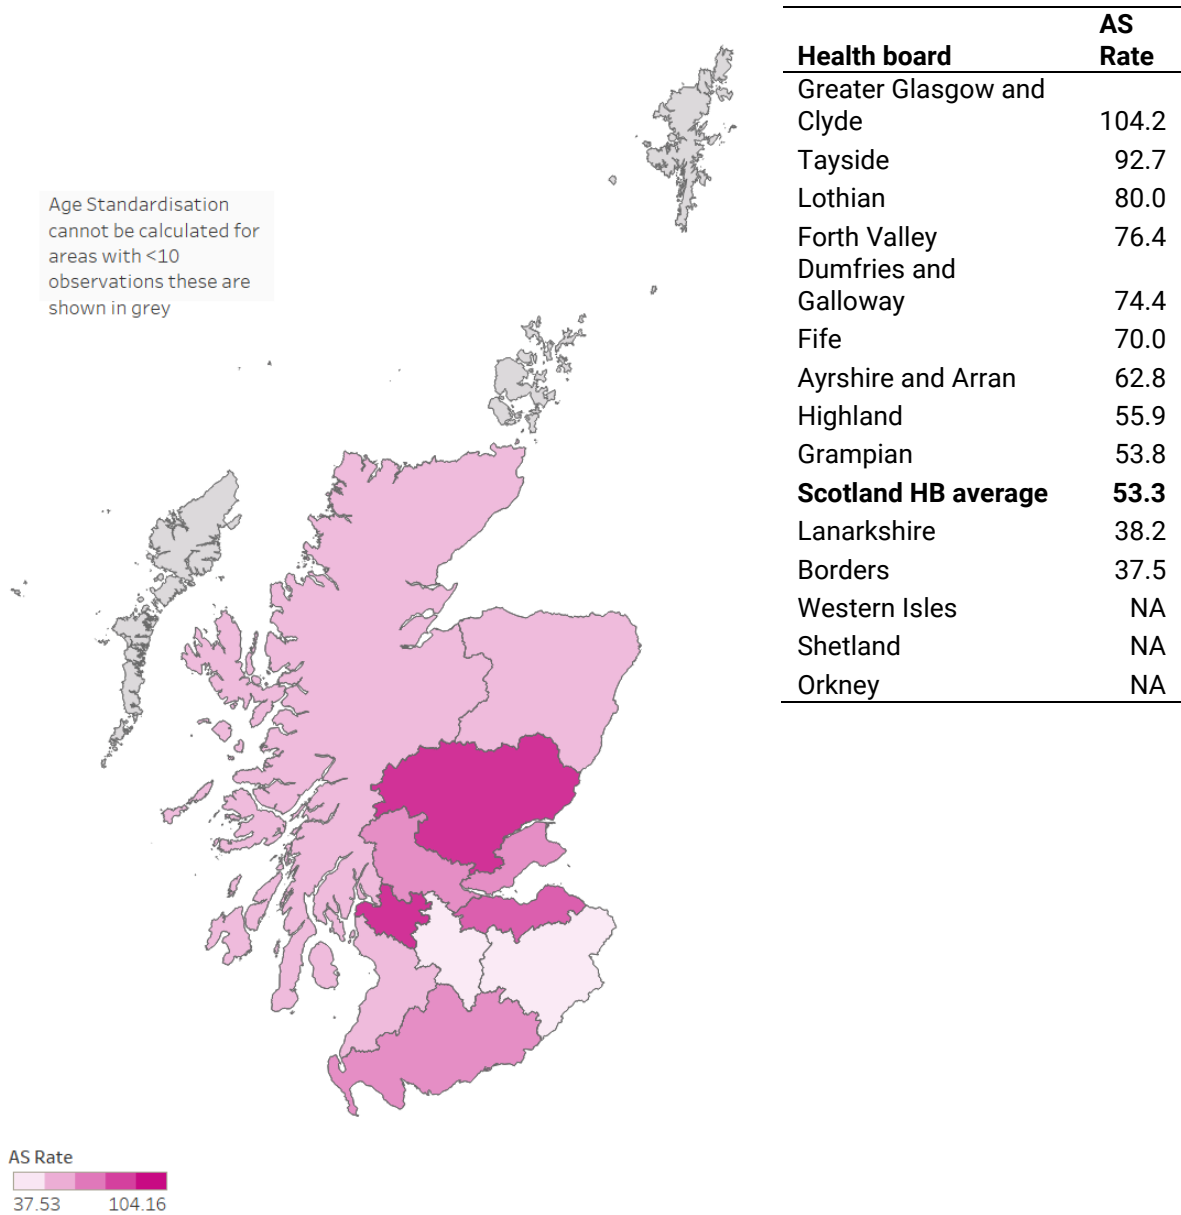 Age Standardisation
cannot be calculated for
areas with <10
observations these are
shown in grey
AS
Health board Rate
Greater Glasgow and
Clyde 104.2
Tayside 92.7
Lothian 80.0
Forth Valley 76.4
Dumfries and
Galloway 74.4
Fife 70.0
Ayrshire and Arran 62.8
Highland 55.9
Grampian 53.8
Scotland HB average 53.3
Lanarkshire 38.2
Borders 37.5
Western Isles NA
Shetland NA
Orkney NA
AS Rate
37.53 104.16